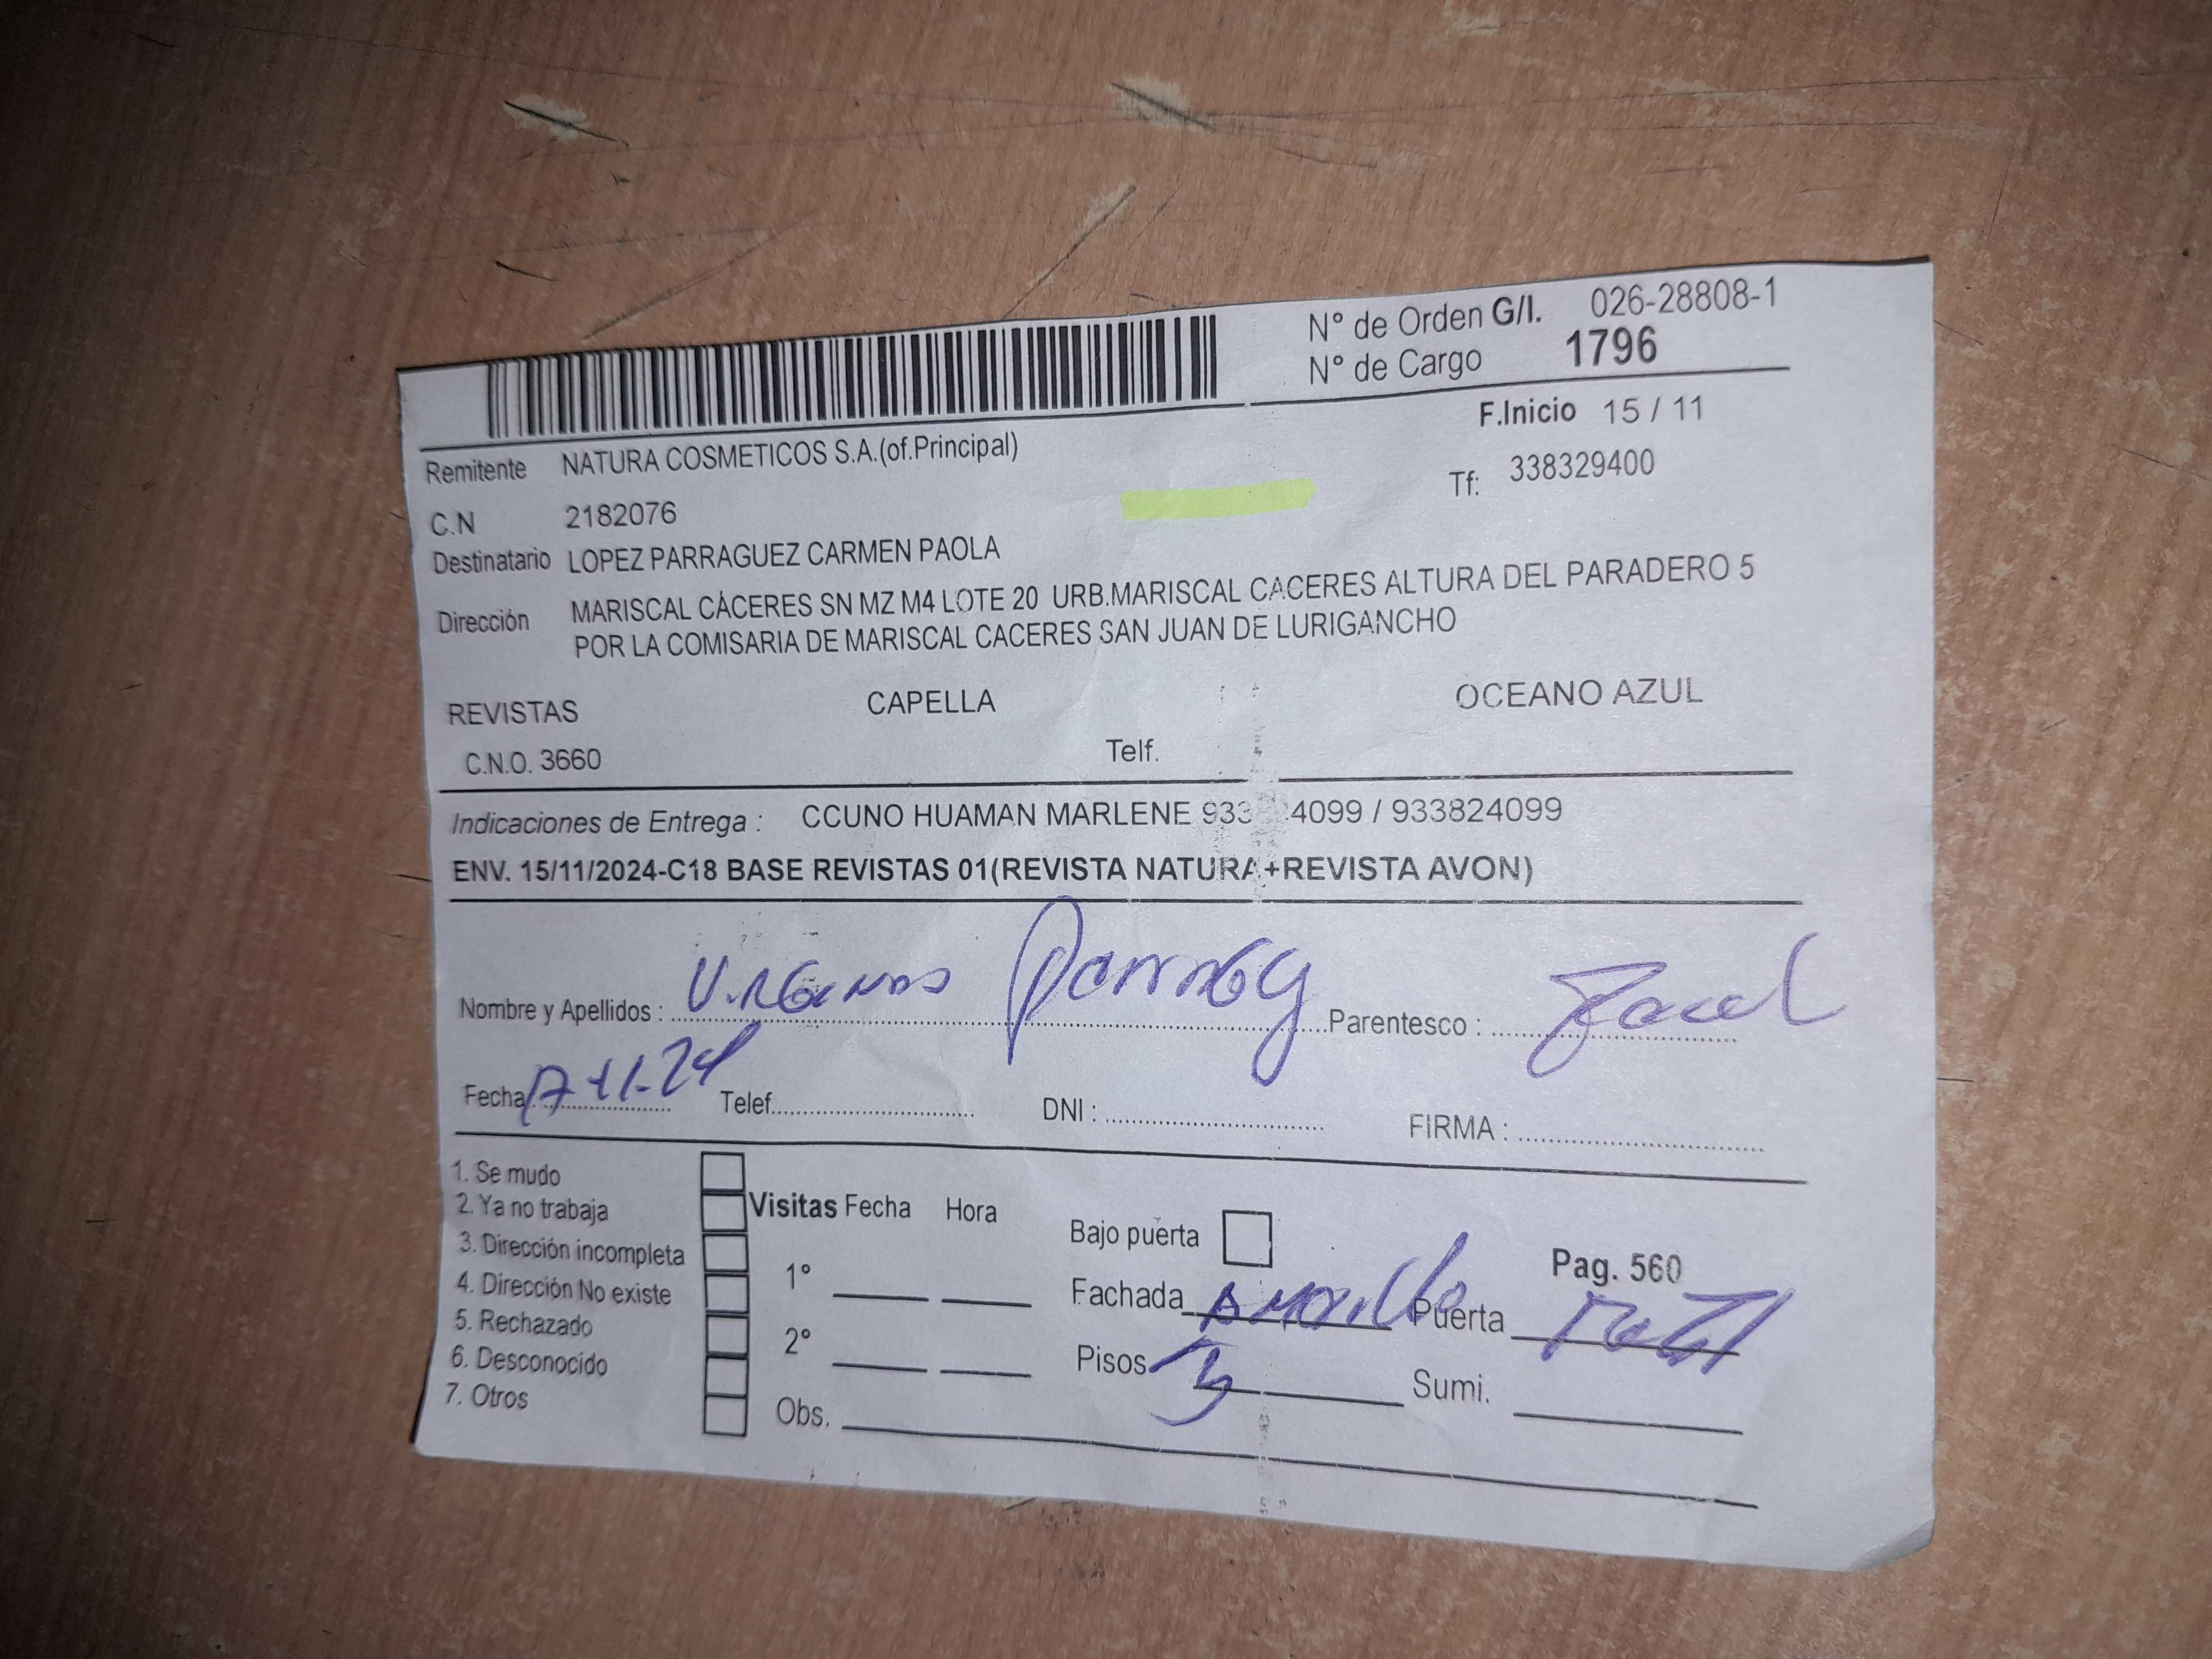 N° de Orden G/I. 026-28808-1
N° de Cargo 1796
F.Inicio 15 / 11
Remitente NATURA COSMETICOS S.A.(of.Principal)
Tf: 338329400
C.N 2182076
Destinatario LOPEZ PARRAGUEZ CARMEN PAOLA
Dirección MARISCAL CÁCERES SN MZ M4 LOTE 20 URB.MARISCAL CACERES ALTURA DEL PARADERO 5
POR LA COMISARIA DE MARISCAL CACERES SAN JUAN DE LURIGANCHO
REVISTAS CAPELLA OCEANO AZUL
C.N.O. 3660 Telf.
Indicaciones de Entrega : CCUNO HUAMAN MARLENE 933 4099 / 933824099
ENV. 15/11/2024-C18 BASE REVISTAS 01(REVISTA NATURA+REVISTA AVON)
Nombre y Apellidos : Parentesco :
Fecha 17-11-24 Telef. DNI : FIRMA :
1. Se mudo
2. Ya no trabaja Visitas Fecha Hora
3. Dirección incompleta Bajo puerta
4. Dirección No existe 1° Pag. 560
5. Rechazado Fachada Amarillo Puerta
6. Desconocido 2° Pisos 3 Sumi.
7. Otros Obs.